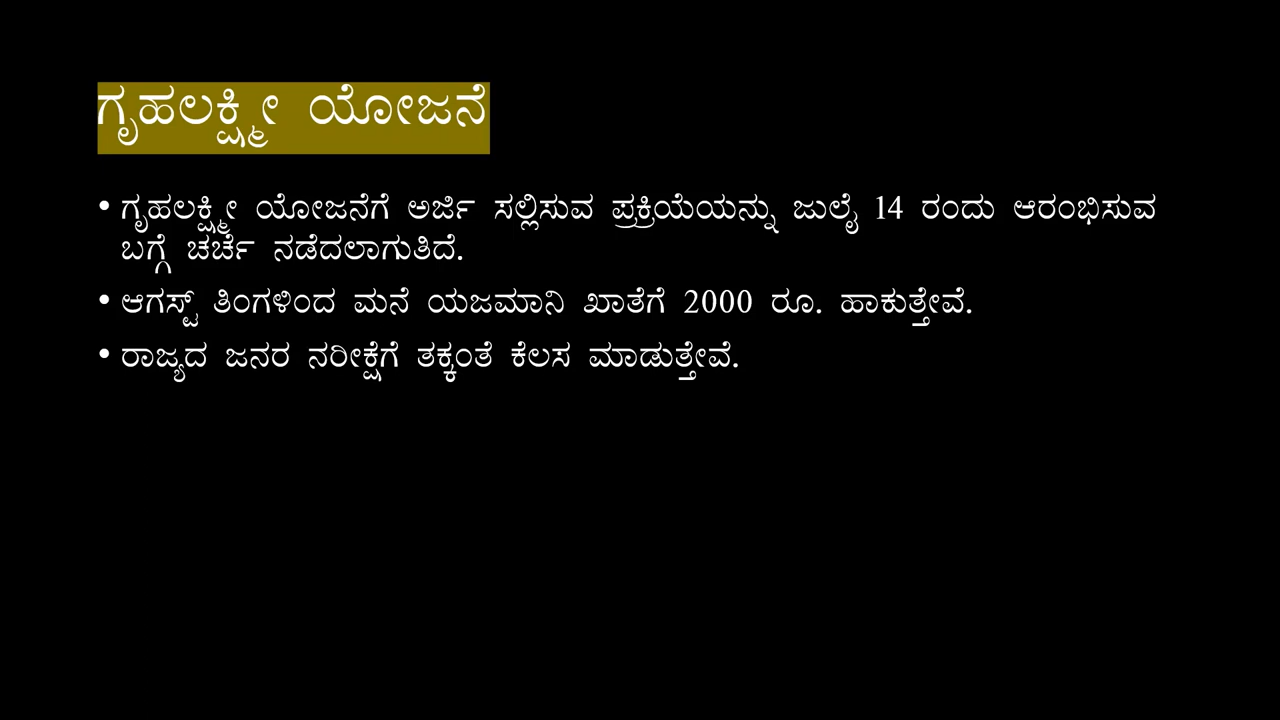 ಗೃಹಲಕ್ಷ್ಮೀ ಯೋಜನೆ
• ಗೃಹಲಕ್ಷ್ಮೀ ಯೋಜನೆಗೆ ಅರ್ಜಿ ಸಲ್ಲಿಸುವ ಪ್ರಕ್ರಿಯೆಯನ್ನು ಜುಲೈ 14 ರಂದು ಆರಂಭಿಸುವ
ಬಗ್ಗೆ ಚರ್ಚೆ ನಡೆದಲಾಗುತಿದೆ.
• ಆಗಸ್ಟ್ ತಿಂಗಳಿಂದ ಮನೆ ಯಜಮಾನಿ ಖಾತೆಗೆ 2000 ರೂ. ಹಾಕುತ್ತೇವೆ.
• ರಾಜ್ಯದ ಜನರ ನರೀಕ್ಷೆಗೆ ತಕ್ಕಂತೆ ಕೆಲಸ ಮಾಡುತ್ತೇವೆ.